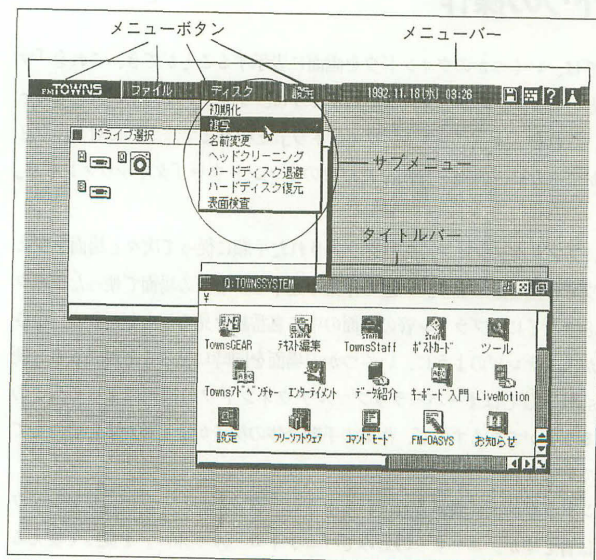 メニューボタン
メニューバー
FMTOWNS ファイル ディスク 設定 1992.11.18(水) 03:26
初期化
複写
名前変更
ヘッドクリーニング
ハードディスク退避
ハードディスク復元
表面検査
ドライブ選択
サブメニュー
タイトルバー
Q:TOWNSSYSTEM
¥
TownsGEAR テキスト編集 TownsStaff ポストカード ツール
Townsアドベンチャー エンターテイメント データ紹介 キーボード入門 LiveMotion
設定 フリーソフトウェア コマンドモード FM-OASYS お知らせ